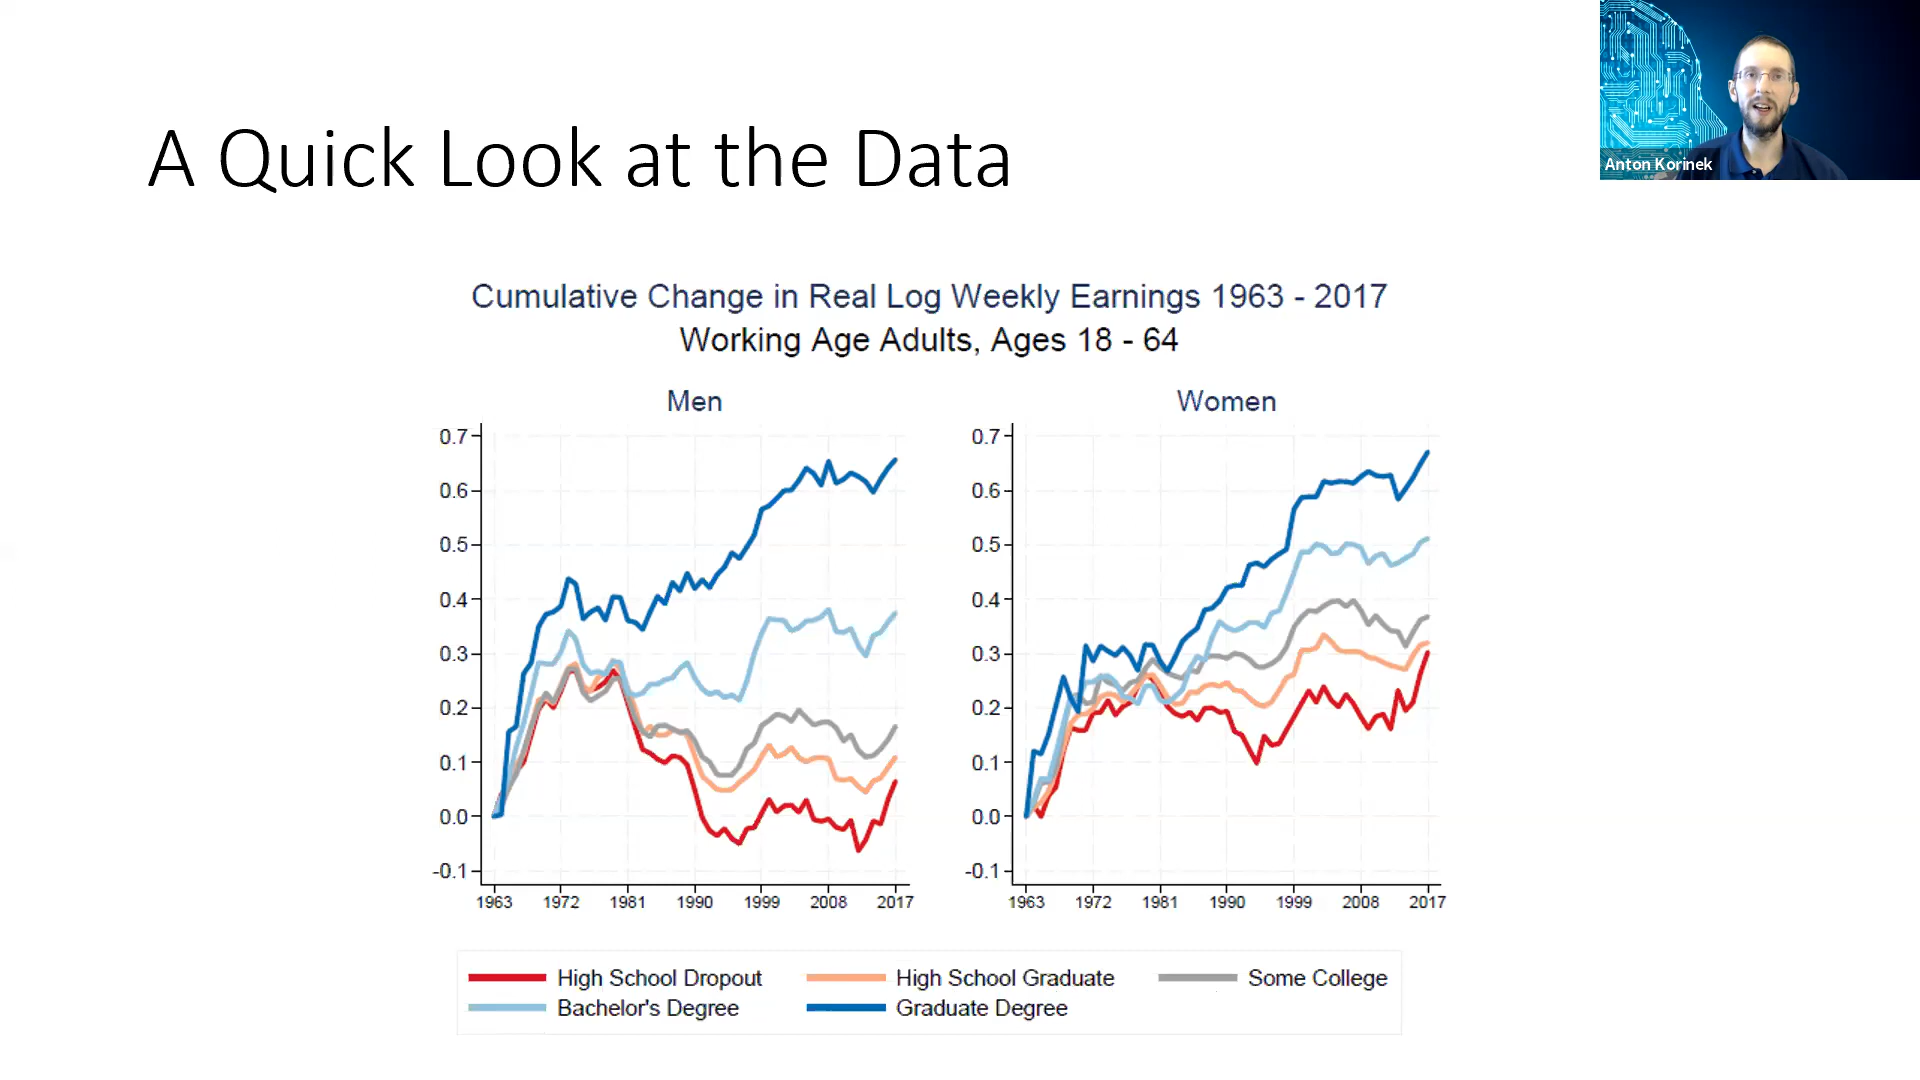 A Quick Look at the Data
Anton Korinek
Cumulative Change in Real Log Weekly Earnings 1963 - 2017
Working Age Adults, Ages 18 - 64
Men
0.7
0.6
0.5
0.4
0.3
0.2
0.1
0.0
-0.1
1963 1972 1981 1990 1999 2008 2017
Women
0.7
0.6
0.5
0.4
0.3
0.2
0.1
0.0
-0.1
1963 1972 1981 1990 1999 2008 2017
High School Dropout High School Graduate Some College
Bachelor's Degree Graduate Degree